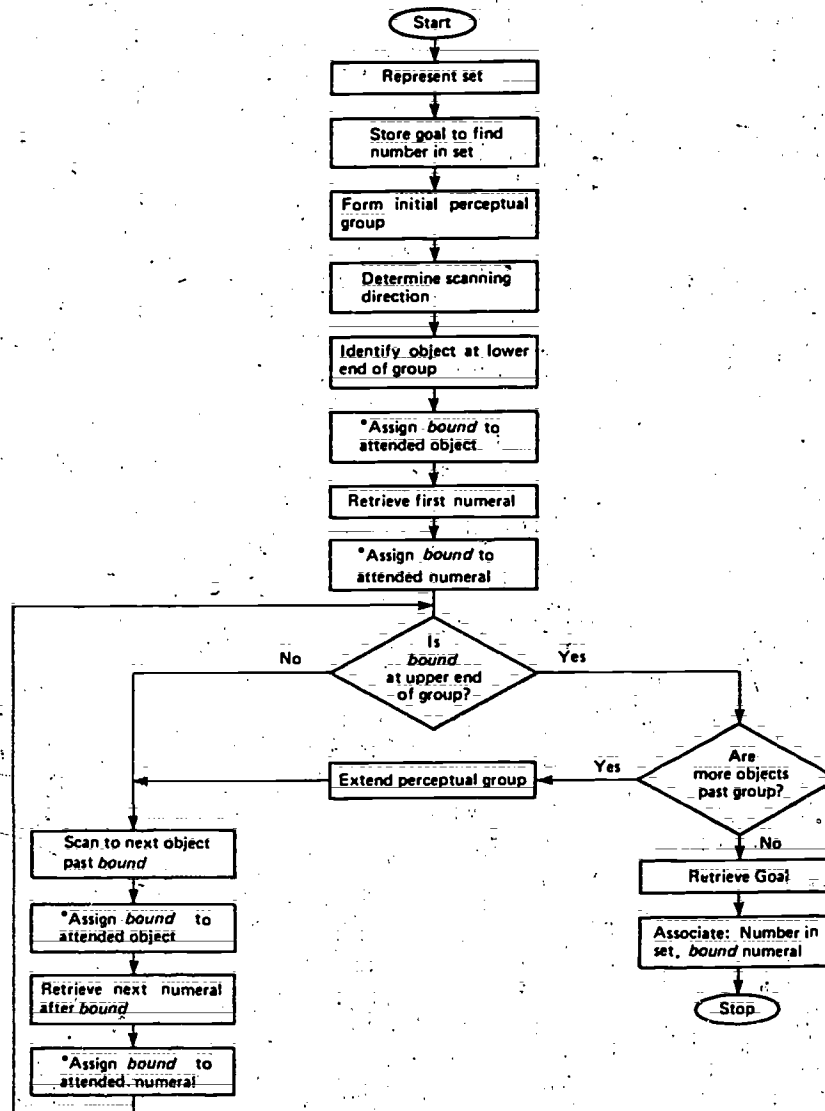 Start
Represent set
Store goal to find
number in set
Form initial perceptual
group
Determine scanning
direction
Identify object at lower
end of group
*Assign bound to
attended object
Retrieve first numeral
*Assign bound to
attended numeral
Is
bound
at upper end
of group?
No
Yes
Are
more objects
past group?
Yes
Extend perceptual group
No
Scan to next object
past bound
*Assign bound to
attended object
Retrieve next numeral
after bound
*Assign bound to
attended numeral
Retrieve Goal
Associate: Number in
set, bound numeral
Stop